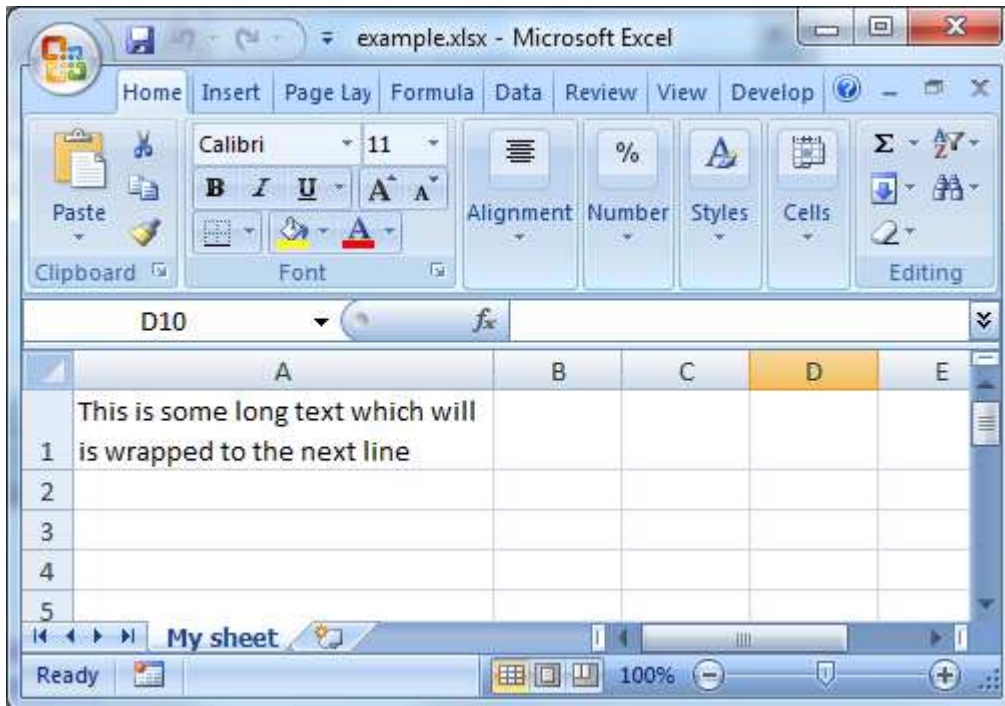 example.xlsx - Microsoft Excel
Home Insert Page Lay Formula Data Review View Develop
Calibri 11
B I U A A
A
Paste
Alignment Number Styles Cells
% A Σ A Z
Clipboard Font Editing
D10 fx
A B C D E
1 This is some long text which will
is wrapped to the next line
2
3
4
5
My sheet
Ready 100%